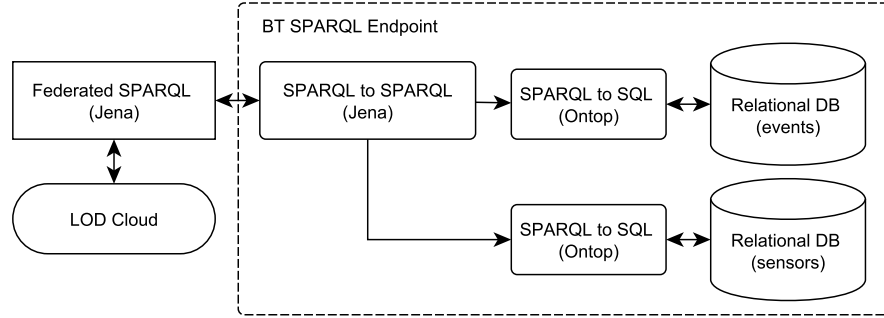 BT SPARQL Endpoint
Federated SPARQL
(Jena)
SPARQL to SPARQL
(Jena)
SPARQL to SQL
(Ontop)
Relational DB
(events)
LOD Cloud
SPARQL to SQL
(Ontop)
Relational DB
(sensors)